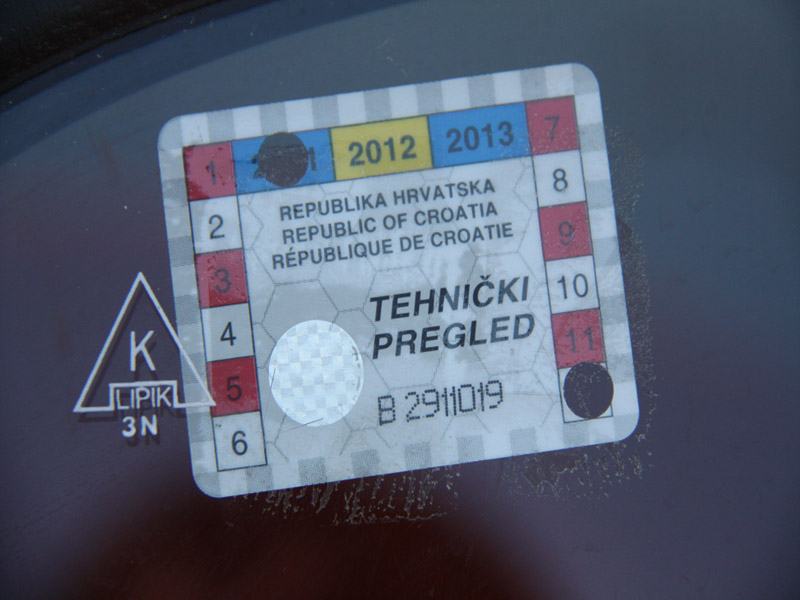 1 2012 2013 7
2 8
3 9
4 10
5 11
6
REPUBLIKA HRVATSKA
REPUBLIC OF CROATIA
RÉPUBLIQUE DE CROATIE
TEHNIČKI
PREGLED
B 2911019
K
LIPIK
3N